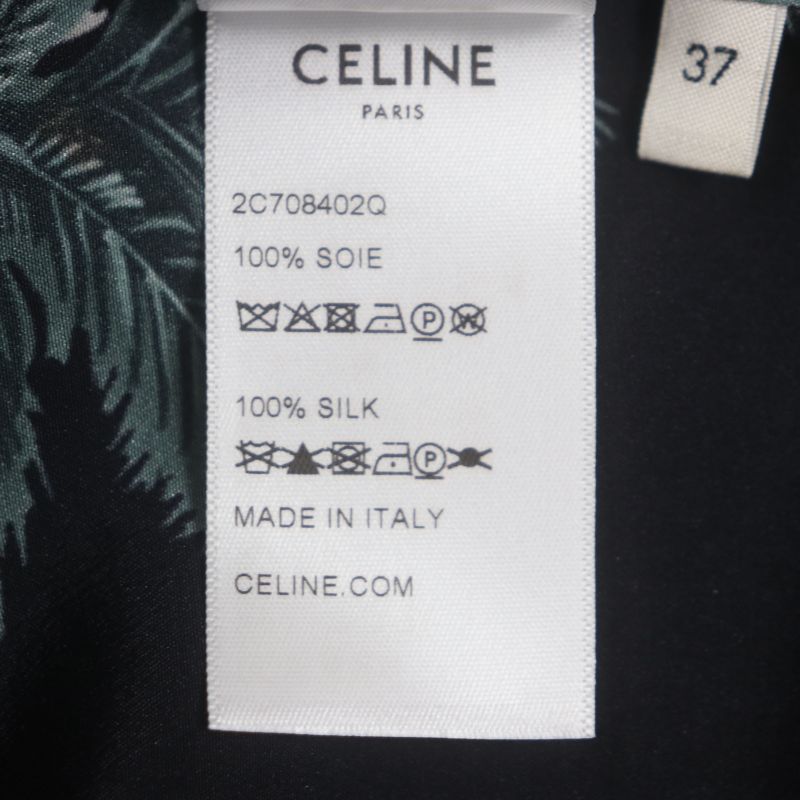 CELINE
PARIS
37
2C708402Q
100% SOIE
P W
100% SILK
P
MADE IN ITALY
CELINE.COM